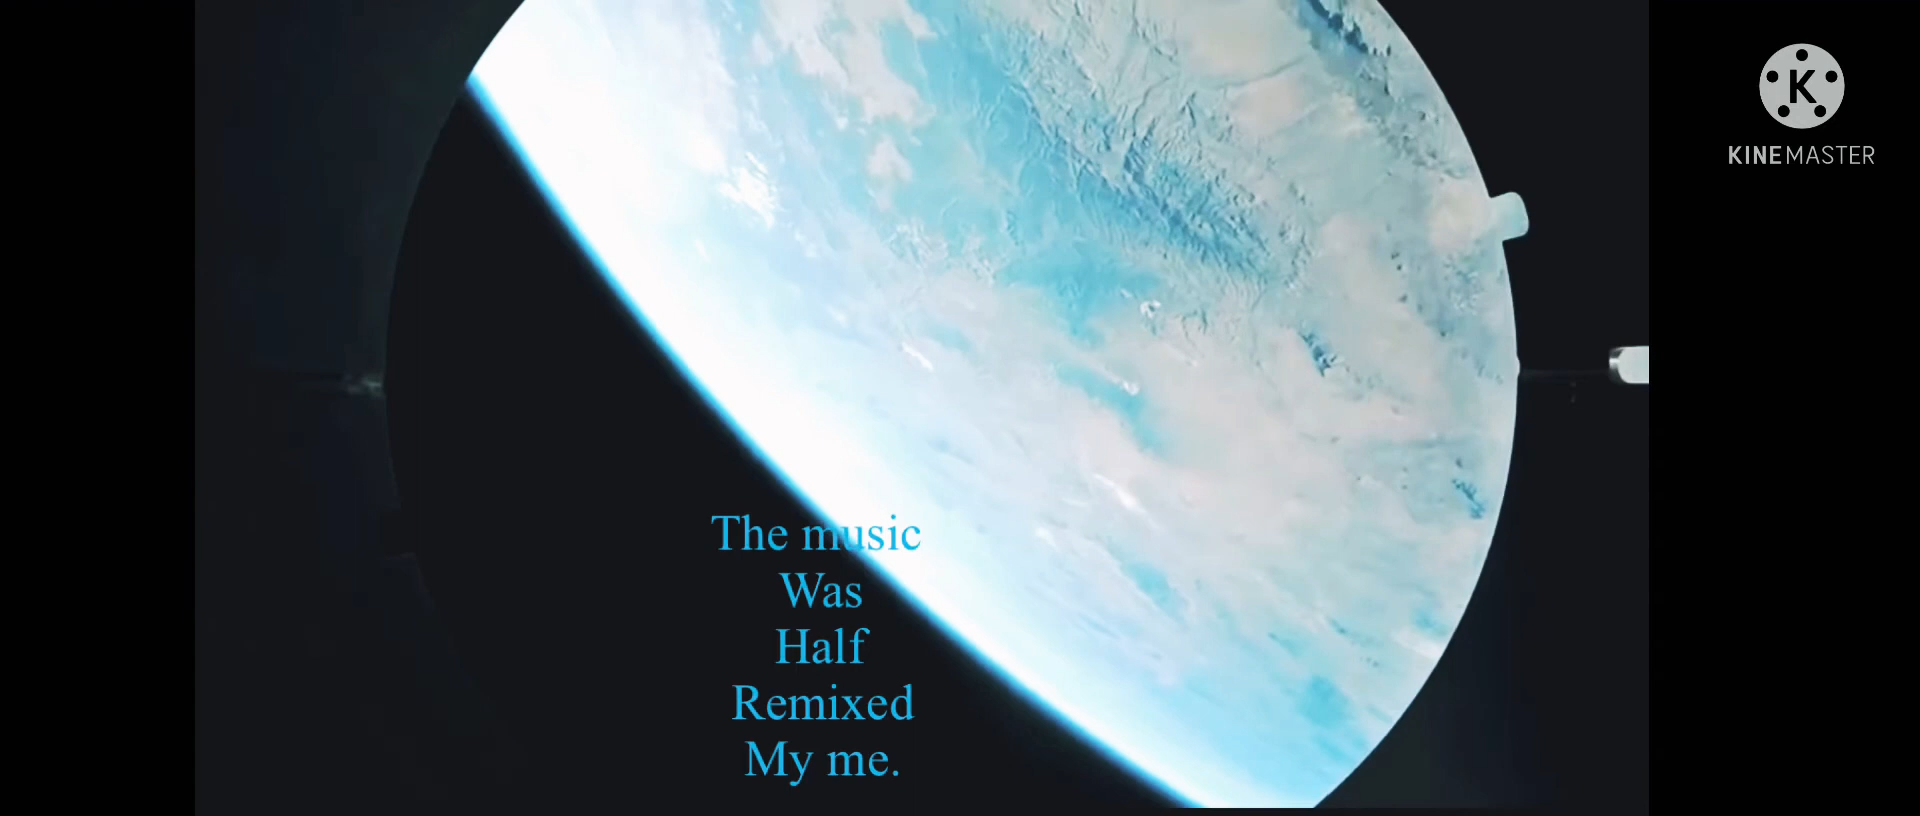 K
KINEMASTER
The music
Was
Half
Remixed
My me.